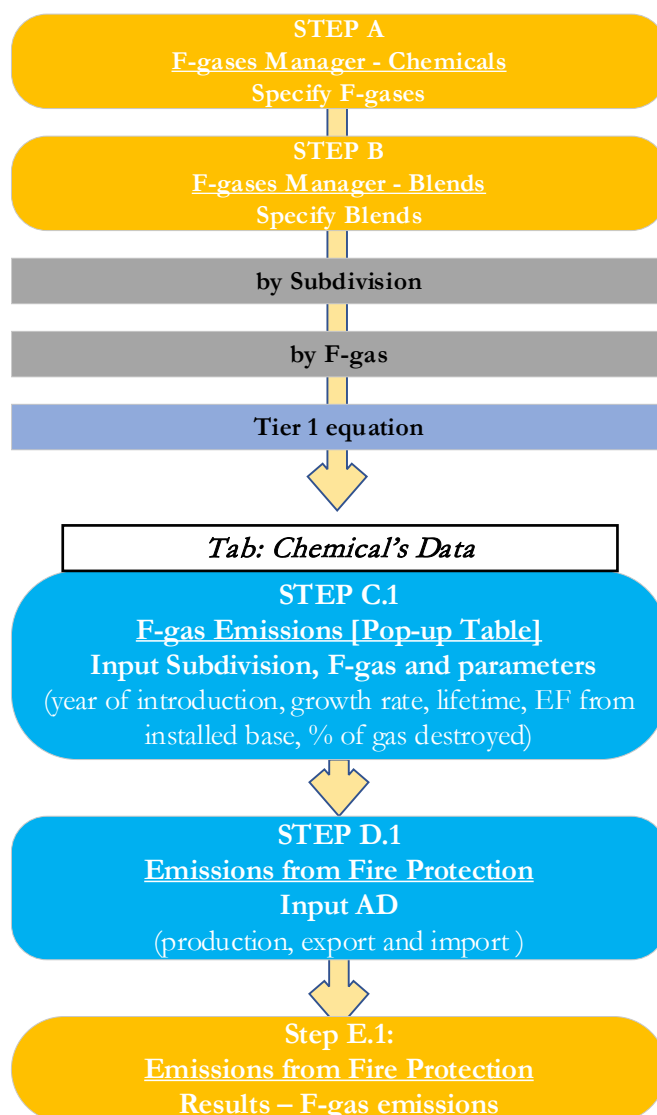 STEP A
F-gases Manager - Chemicals
Specify F-gases
STEP B
F-gases Manager - Blends
Specify Blends
by Subdivision
by F-gas
Tier 1 equation
Tab: Chemical's Data
STEP C.1
F-gas Emissions [Pop-up Table]
Input Subdivision, F-gas and parameters
(year of introduction, growth rate, lifetime, EF from
installed base, % of gas destroyed)
STEP D.1
Emissions from Fire Protection
Input AD
(production, export and import )
Step E.1:
Emissions from Fire Protection
Results – F-gas emissions